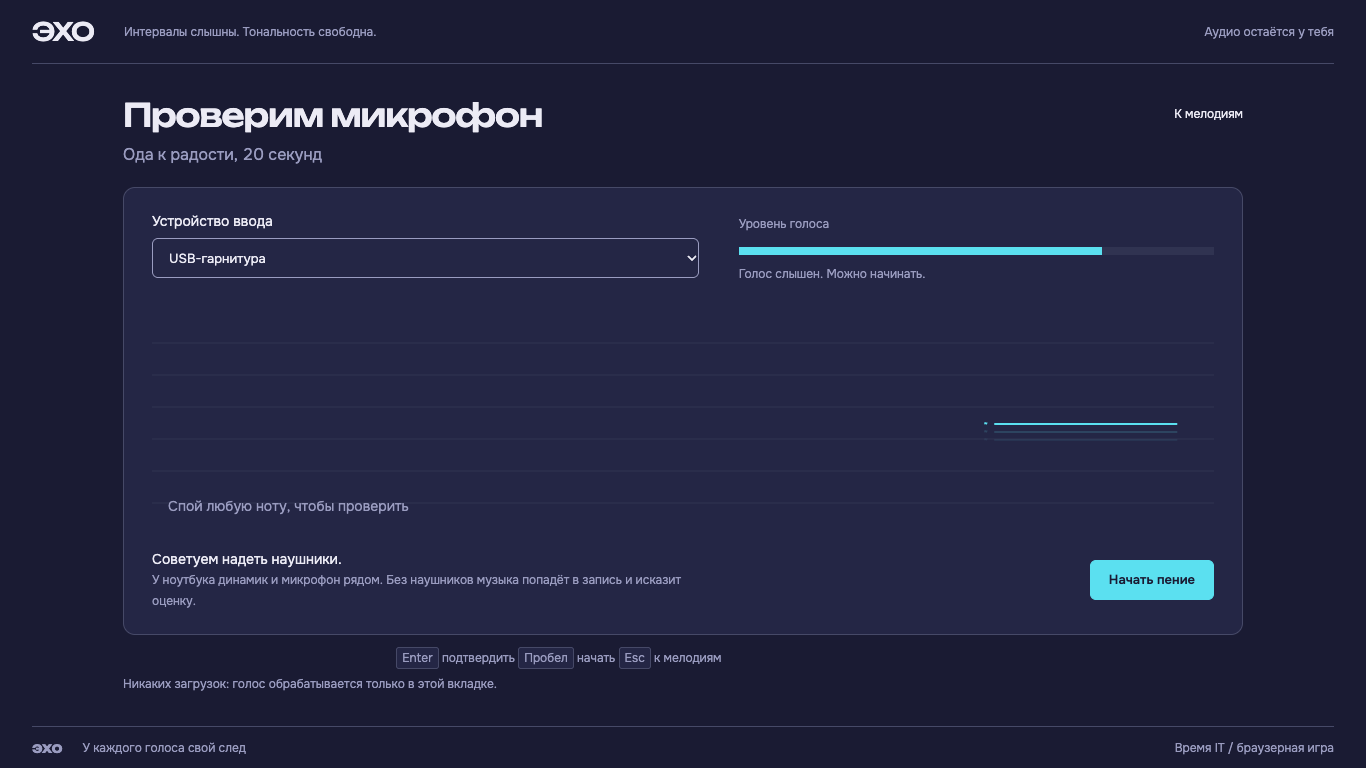 ЭХО
Интервалы слышны. Тональность свободна.
Аудио остаётся у тебя
Проверим микрофон
К мелодиям
Ода к радости, 20 секунд
Устройство ввода
USB-гарнитура
Уровень голоса
Голос слышен. Можно начинать.
Спой любую ноту, чтобы проверить
Советуем надеть наушники.
У ноутбука динамик и микрофон рядом. Без наушников музыка попадёт в запись и исказит
оценку.
Начать пение
Enter подтвердить Пробел начать Esc к мелодиям
Никаких загрузок: голос обрабатывается только в этой вкладке.
ЭХО
У каждого голоса свой след
Время IT / браузерная игра